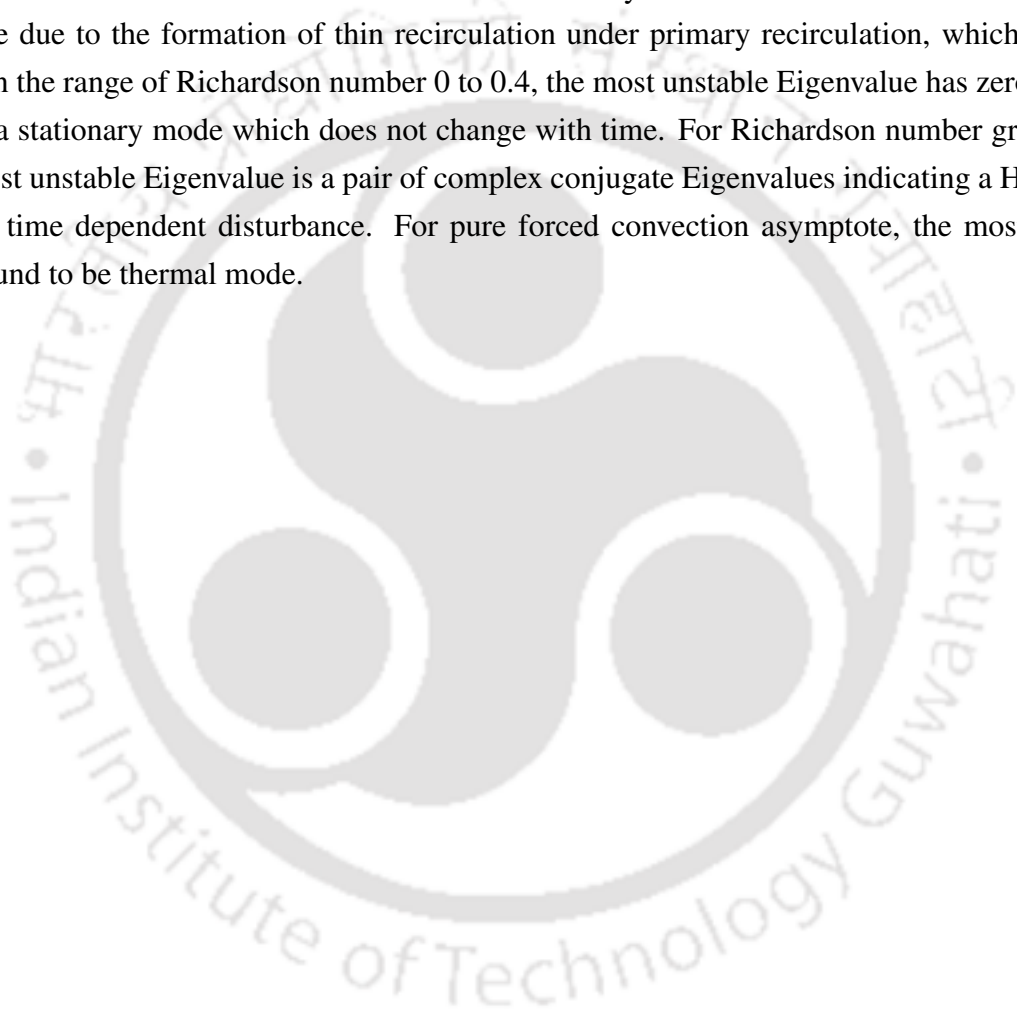 e due to the formation of thin recirculation under primary recirculation, which
the range of Richardson number 0 to 0.4, the most unstable Eigenvalue has zer
a stationary mode which does not change with time. For Richardson number gr
st unstable Eigenvalue is a pair of complex conjugate Eigenvalues indicating a H
time dependent disturbance. For pure forced convection asymptote, the mos
und to be thermal mode.
भारतीय प्रौद्योगिकी संस्थान गुवाहाटी
Indian Institute of Technology Guwahati